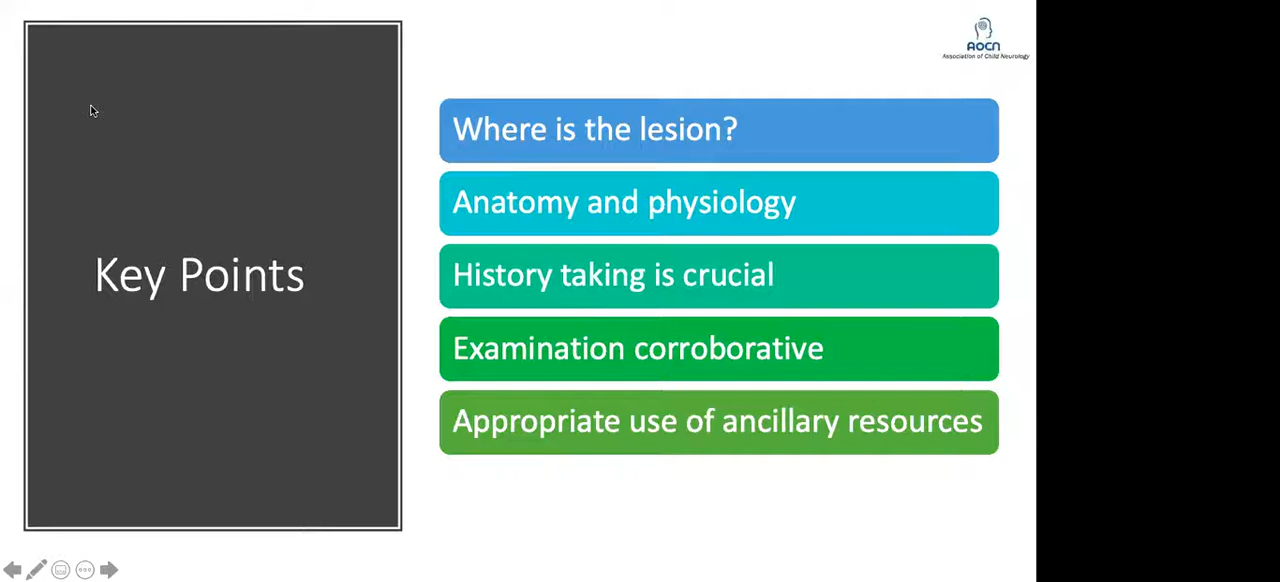 AOCN
Association of Child Neurology
Key Points
Where is the lesion?
Anatomy and physiology
History taking is crucial
Examination corroborative
Appropriate use of ancillary resources